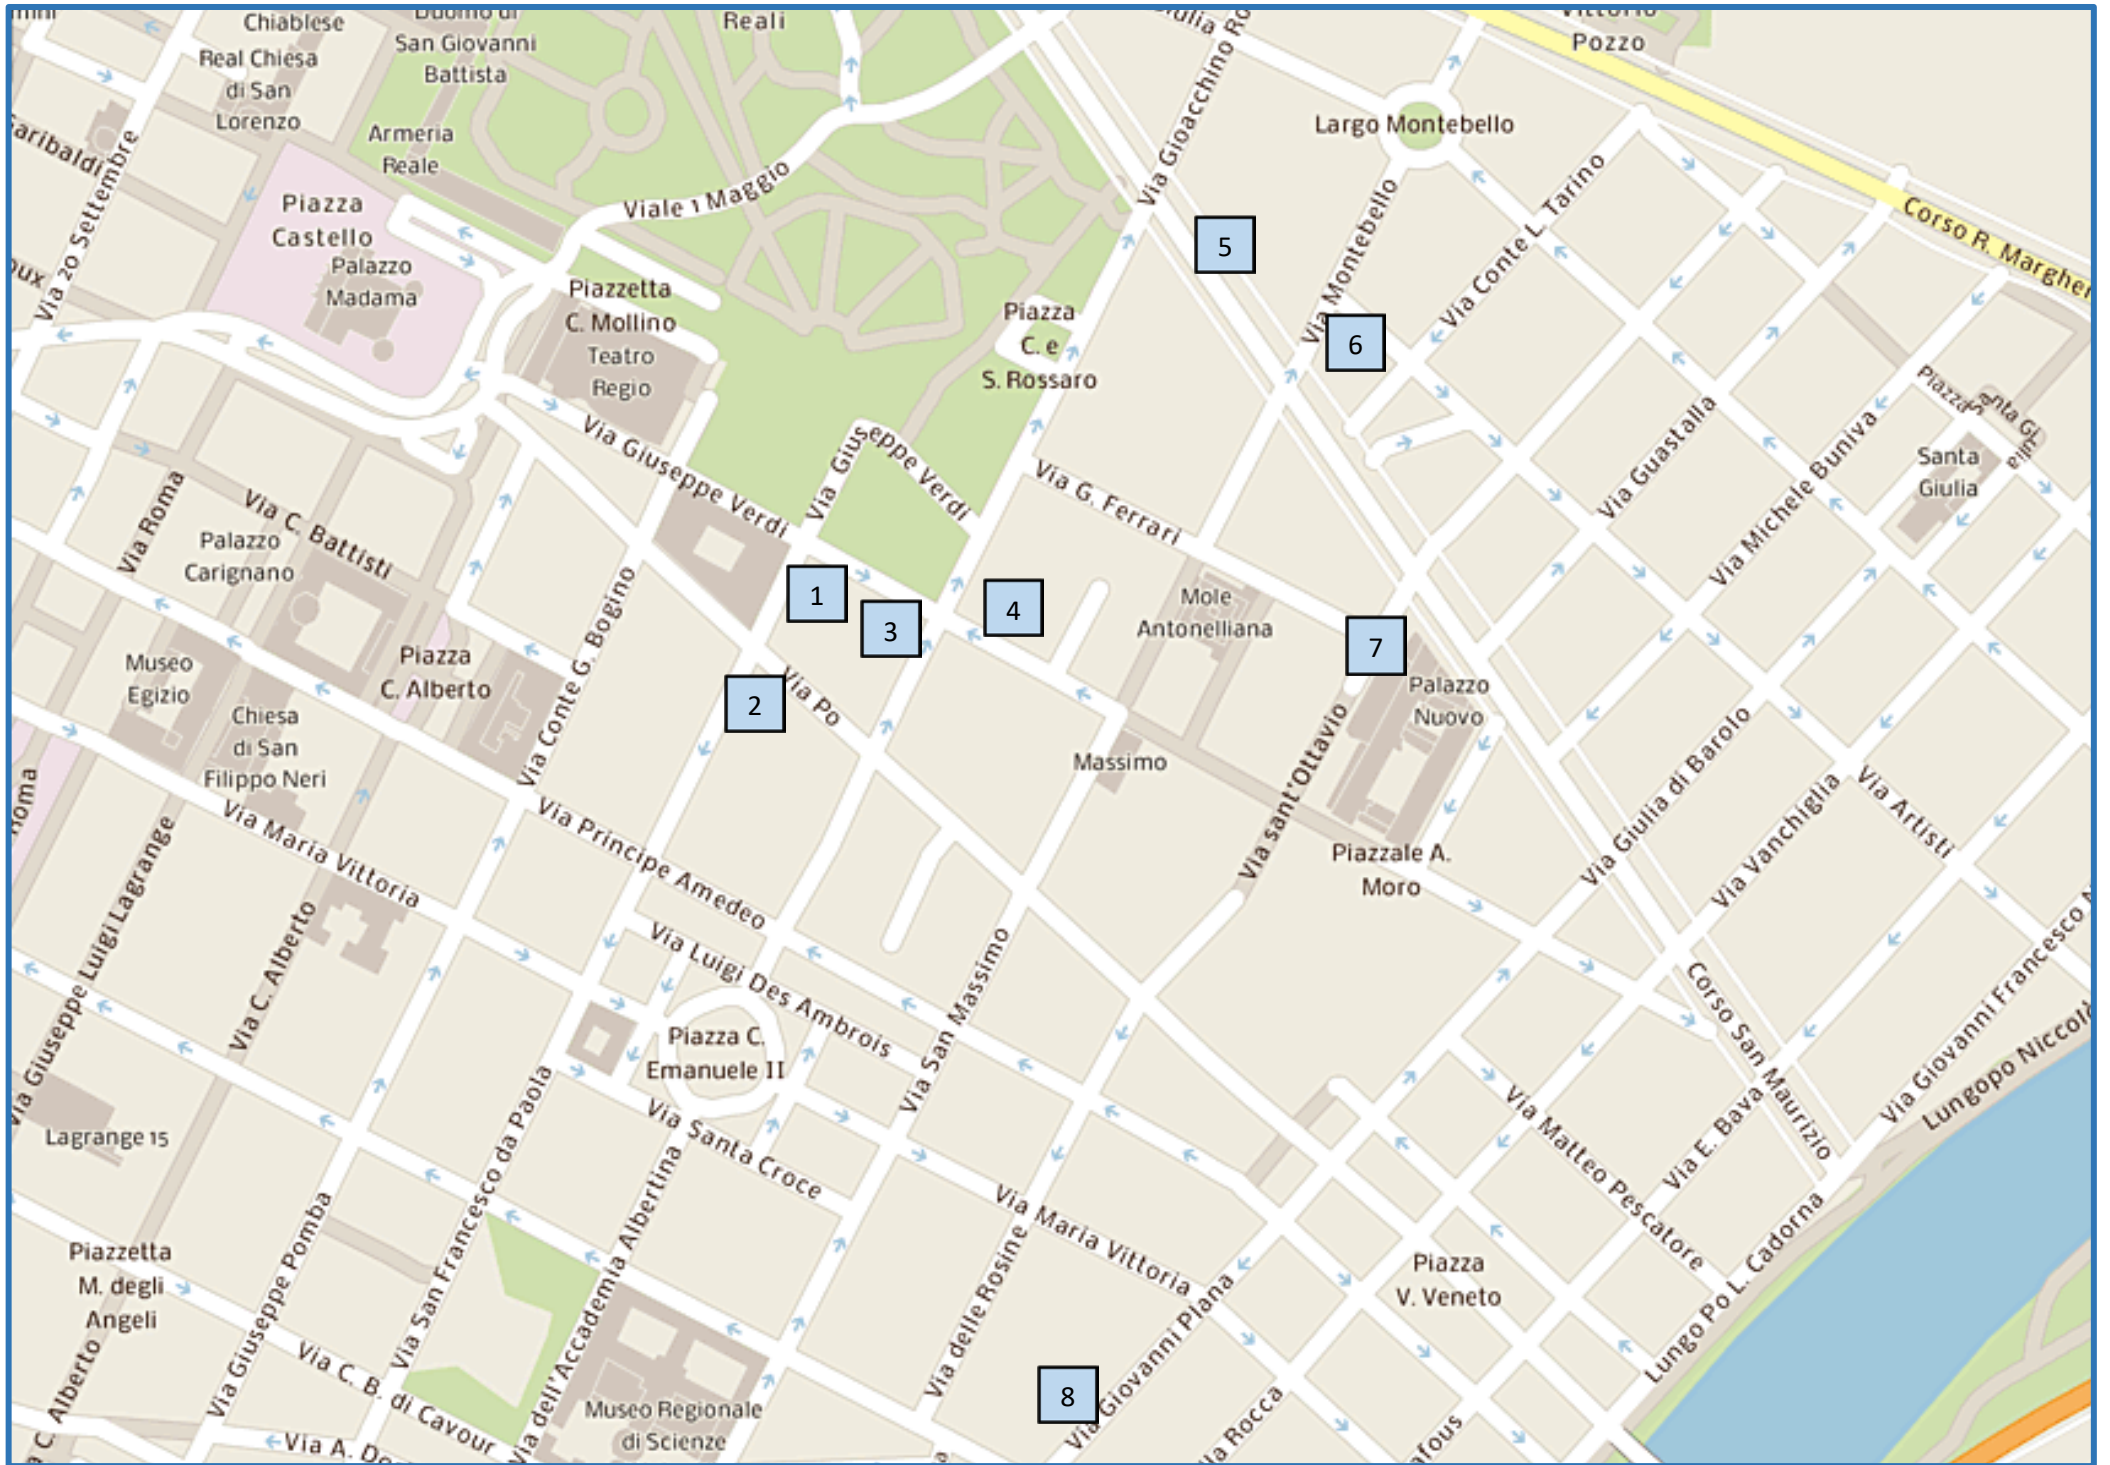 Chiablese
Real Chiesa
di San
Lorenzo
Duomo di
San Giovanni
Battista
Reali
Armeria
Reale
Via 20 Settembre
Piazza
Castello
Palazzo
Madama
Viale 1 Maggio
Piazzetta
C. Mollino
Teatro
Regio
Piazza
C. e
S. Rossaro
Largo Montebello
Pozzo
Corso R. Margher
Via Montebello
Via Conte L. Tarino
5
6
Via Giuseppe Verdi
Via Giuseppe Verdi
Via G. Ferrari
Via Guastalla
Via Michele Buniva
Piazza Santa Giulia
Santa
Giulia
Via Roma
Via C. Battisti
Palazzo
Carignano
Piazza
C. Alberto
Museo
Egizio
Chiesa
di San
Filippo Neri
Via Conte G. Bogino
1
2
3
4
Via Po
Mole
Antonelliana
7
Palazzo
Nuovo
Massimo
Via sant'Ottavio
Piazzale A.
Moro
Via Giulia di Barolo
Via Vanchiglia
Via Artisti
Via Giovanni Francesco N
Via Maria Vittoria
Via Principe Amedeo
Via Luigi Des Ambrois
Via Giuseppe Luigi Lagrange
Via C. Alberto
Piazza C.
Emanuele II
Via San Massimo
Corso San Maurizio
Lungopo Niccolò
Via E. Bava
Via Matteo Pescatore
Lagrange 15
Via San Francesco da Paola
Via Santa Croce
Via dell'Accademia Albertina
Via Maria Vittoria
Via delle Rosine
Piazza
V. Veneto
Lungo Po L. Cadorna
Piazzetta
M. degli
Angeli
Via Giuseppe Pomba
Via C. B. di Cavour
Museo Regionale
di Scienze
8
Via Giovanni Plana